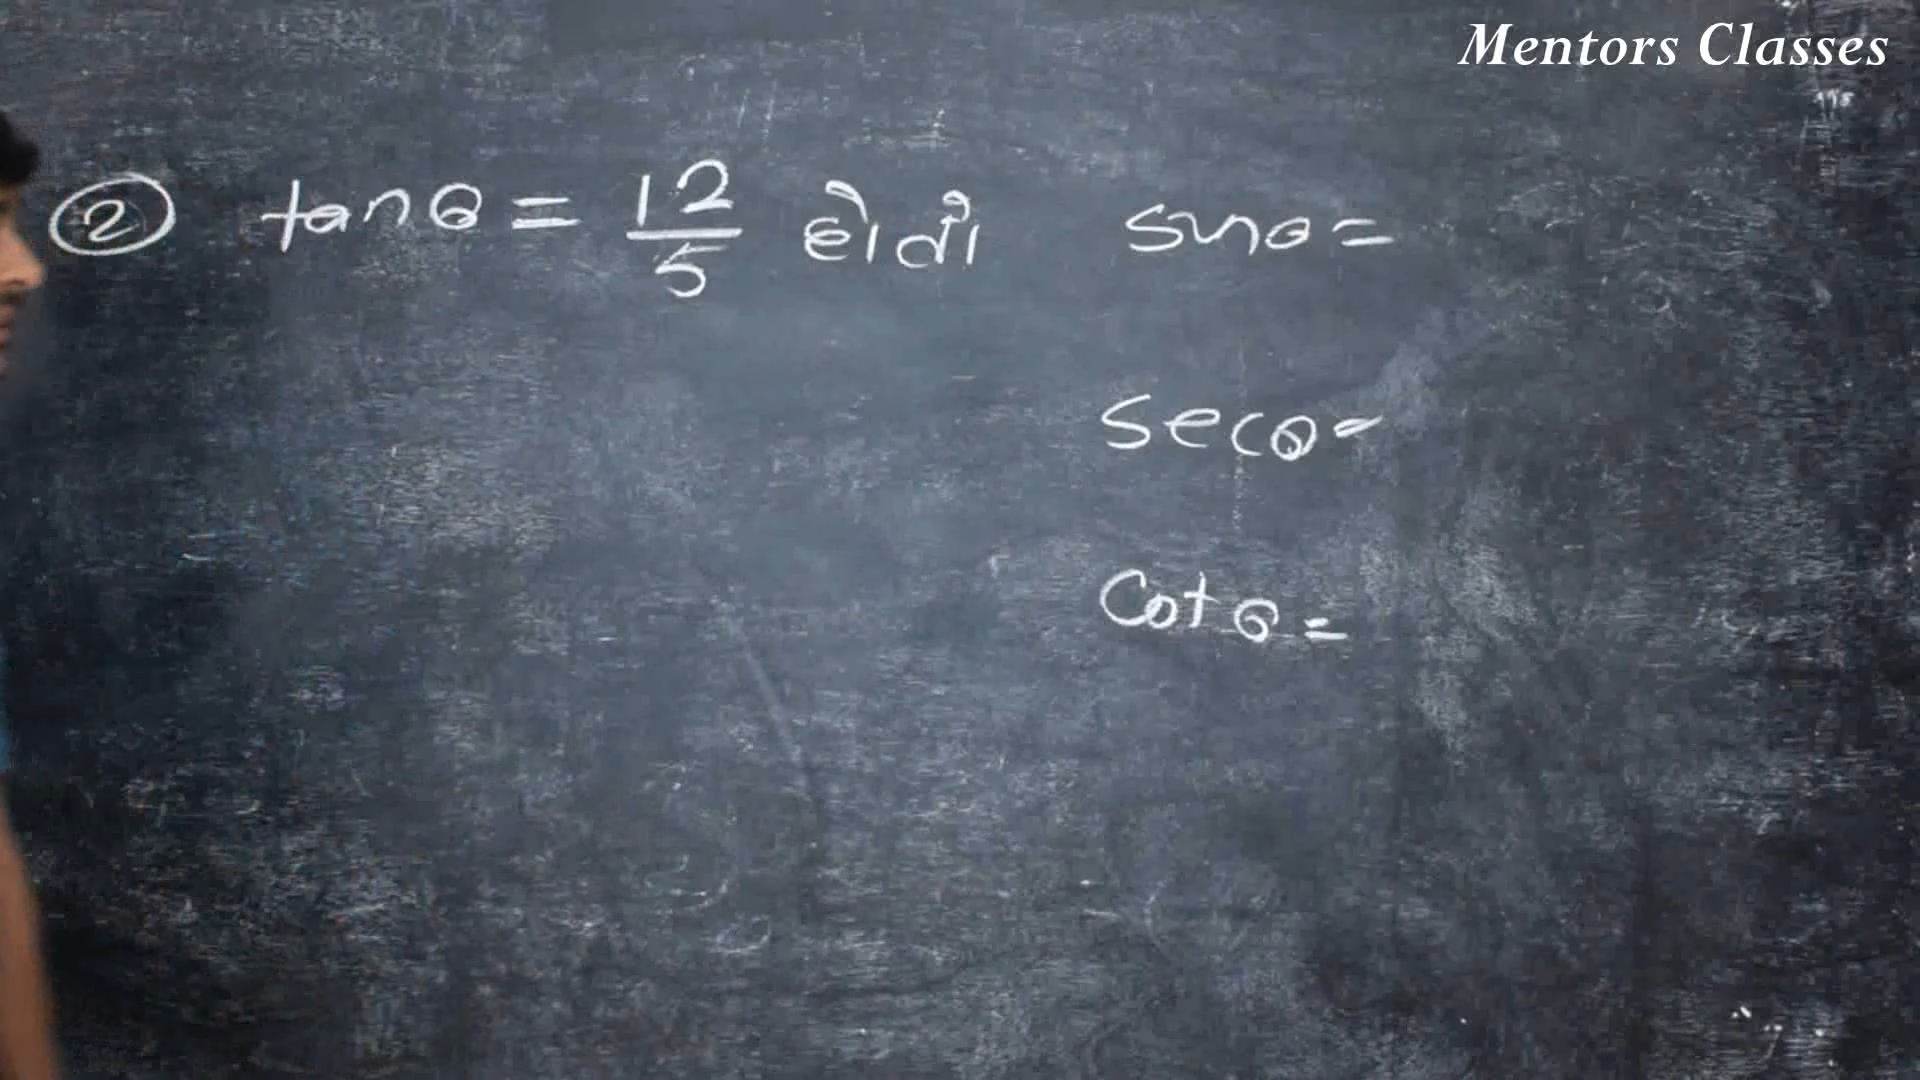 Mentors Classes
② tanθ = 12/5 हो तो sinθ =
secθ =
cotθ =